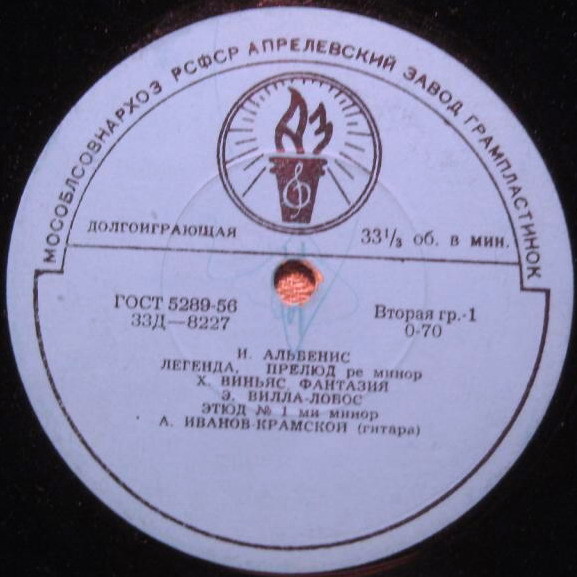 МОСОБЛСОВНАРХОЗ РСФСР АПРЕЛЕВСКИЙ ЗАВОД ГРАМПЛАСТИНОК
АЗ
ДОЛГОИГРАЮЩАЯ 33⅓ об. в мин.
ГОСТ 5289-56 Вторая гр.-1
33Д—8227 0-70
И. АЛЬБЕНИС
ЛЕГЕНДА, ПРЕЛЮД ре минор
Х. ВИНЬЯС ФАНТАЗИЯ
Э. ВИЛЛА-ЛОБОС
ЭТЮД № 1 ми минор
А. ИВАНОВ-КРАМСКОЙ (гитара)